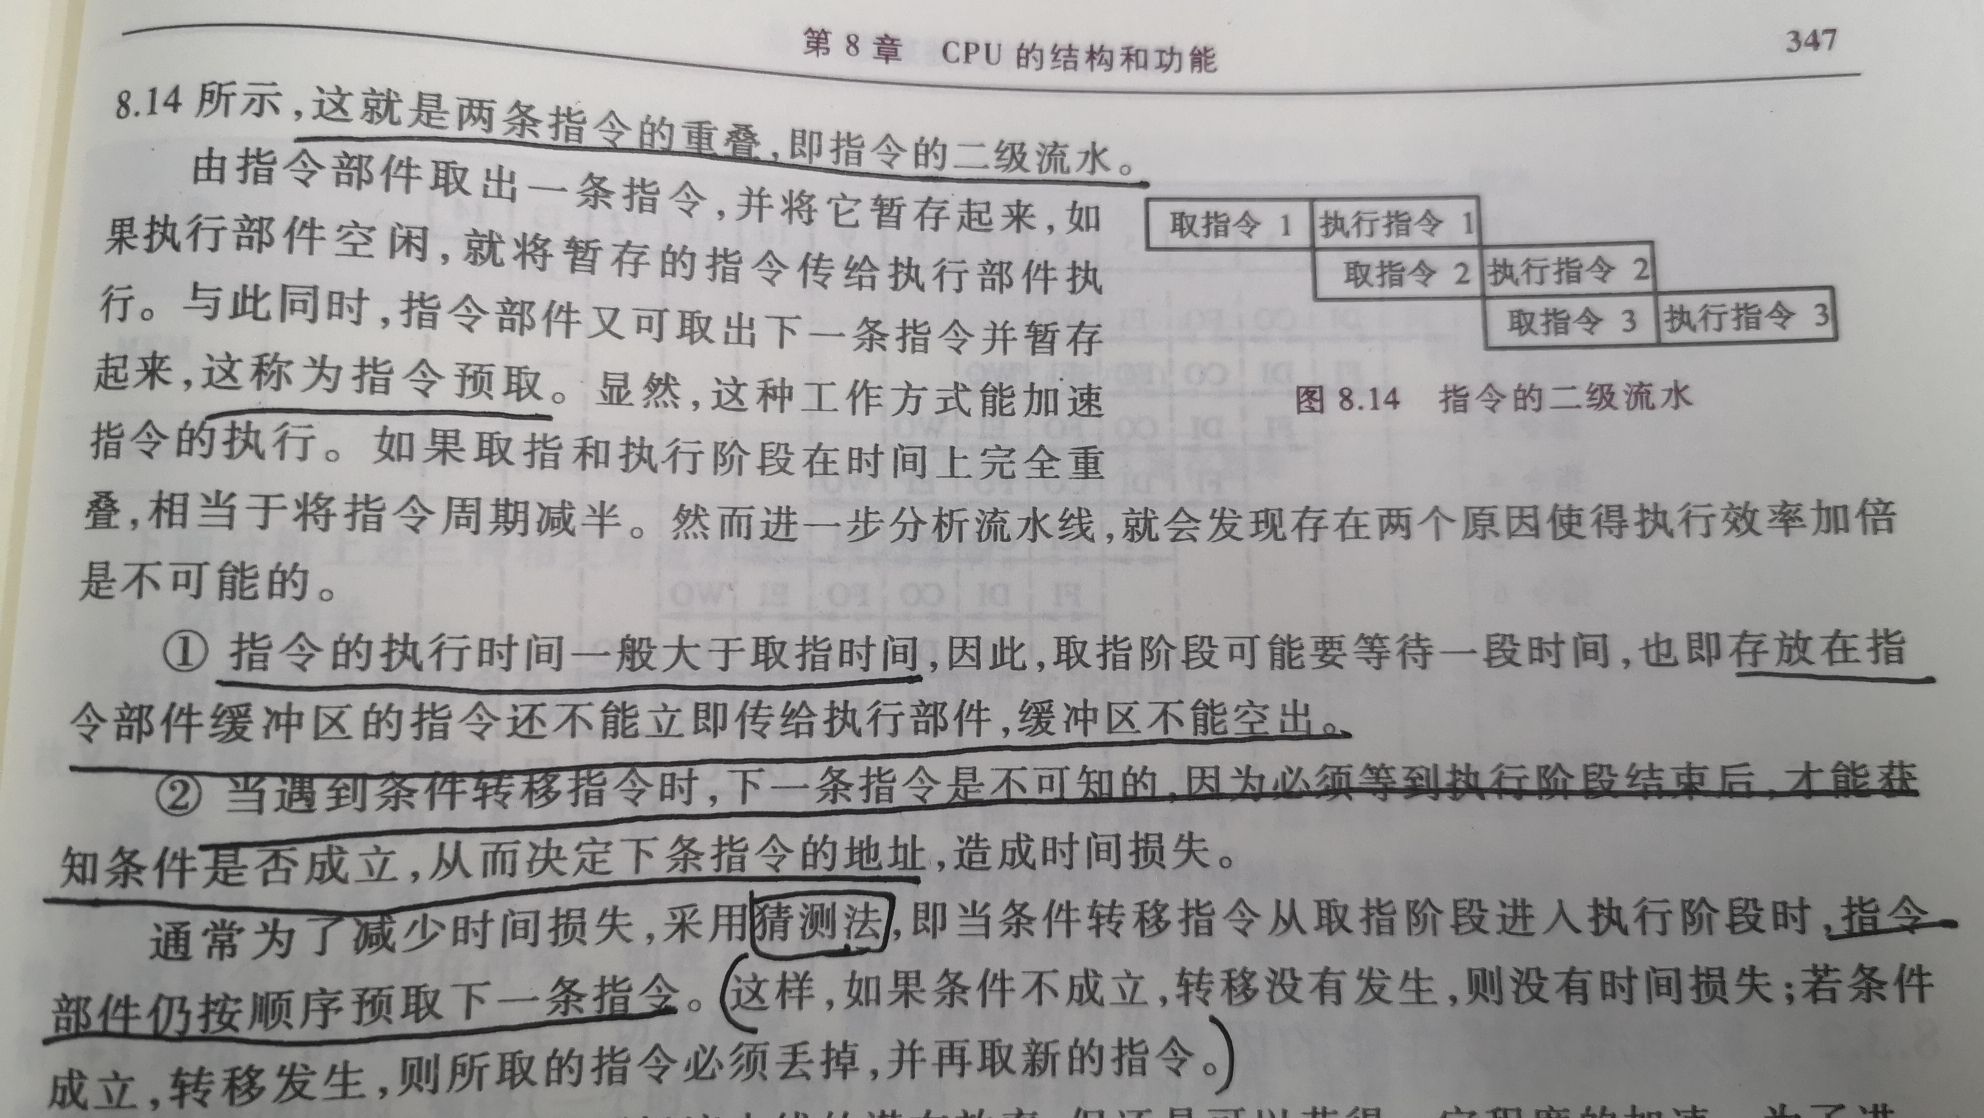 第 8 章 CPU 的结构和功能
347
8.14 所示,这就是两条指令的重叠,即指令的二级流水。
由指令部件取出一条指令,并将它暂存起来,如
果执行部件空闲,就将暂存的指令传给执行部件执
行。与此同时,指令部件又可取出下一条指令并暂存
起来,这称为指令预取。显然,这种工作方式能加速
指令的执行。如果取指和执行阶段在时间上完全重
取指令 1 执行指令 1
取指令 2 执行指令 2
取指令 3 执行指令 3
图 8.14 指令的二级流水
叠,相当于将指令周期减半。然而进一步分析流水线,就会发现存在两个原因使得执行效率加倍
是不可能的。
① 指令的执行时间一般大于取指时间,因此,取指阶段可能要等待一段时间,也即存放在指
令部件缓冲区的指令还不能立即传给执行部件,缓冲区不能空出。
② 当遇到条件转移指令时,下一条指令是不可知的,因为必须等到执行阶段结束后,才能获
知条件是否成立,从而决定下条指令的地址,造成时间损失。
通常为了减少时间损失,采用猜测法,即当条件转移指令从取指阶段进入执行阶段时,指令
部件仍按顺序预取下一条指令。这样,如果条件不成立,转移没有发生,则没有时间损失;若条件
成立,转移发生,则所取的指令必须丢掉,并再取新的指令。